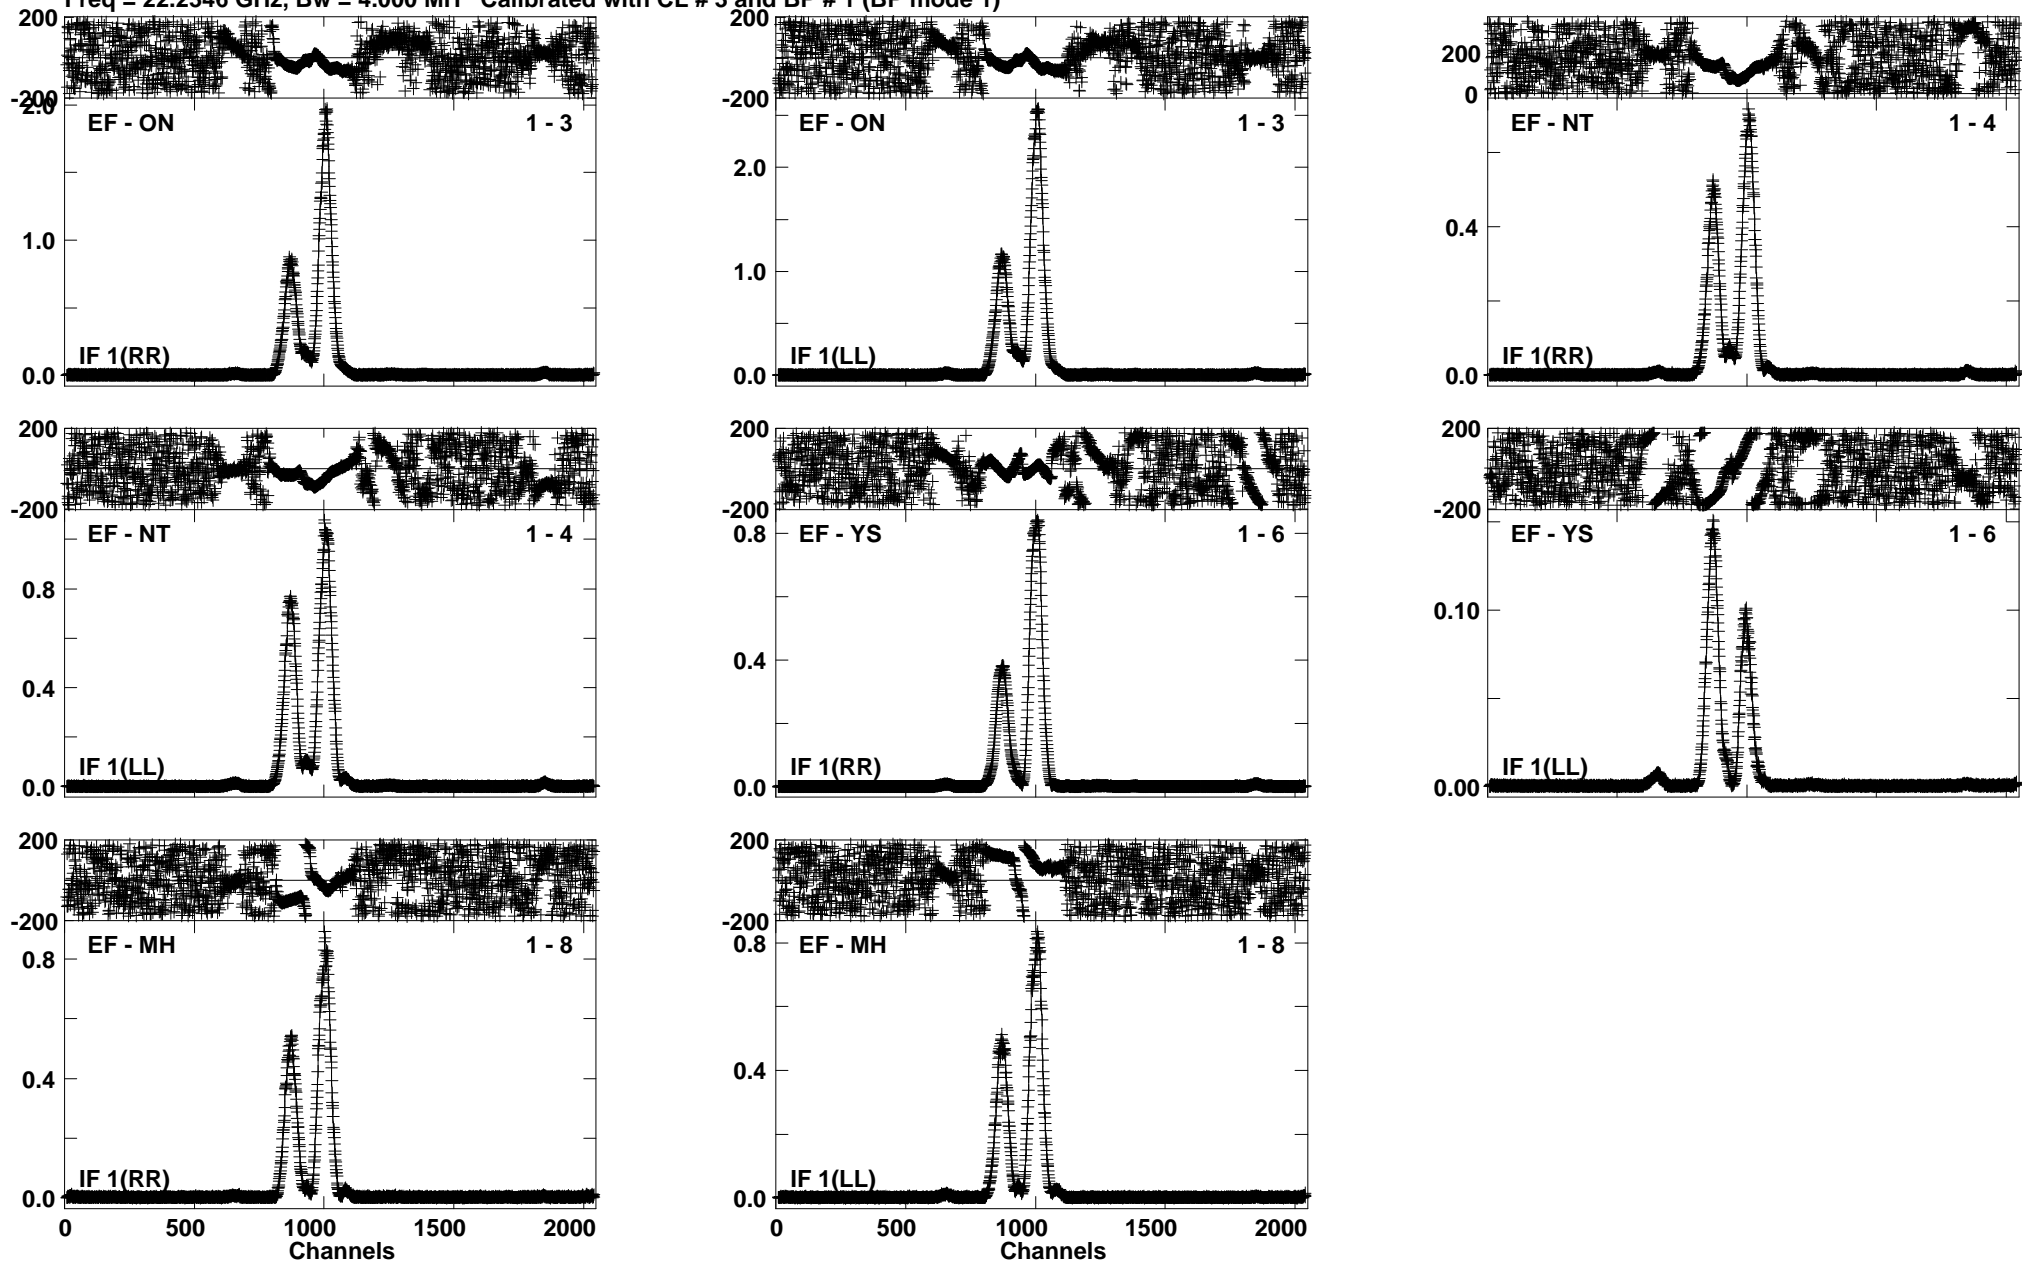 Freq = 22.2346 GHz, Bw = 4.000 MH Calibrated with CL # 3 and BP # 1 (BP mode 1)
200
-200
2.0
1.0
0.0
EF - ON
1 - 3
IF 1(RR)
200
-200
2.0
1.0
0.0
EF - ON
1 - 3
IF 1(LL)
200
0
0.4
0.0
EF - NT
1 - 4
IF 1(RR)
200
-200
0.8
0.4
0.0
EF - NT
1 - 4
IF 1(LL)
200
-200
0.8
0.4
0.0
EF - YS
1 - 6
IF 1(RR)
200
-200
0.10
0.00
EF - YS
1 - 6
IF 1(LL)
200
-200
0.8
0.4
0.0
EF - MH
1 - 8
IF 1(RR)
0 500 1000 1500 2000
Channels
200
-200
0.8
0.4
0.0
EF - MH
1 - 8
IF 1(LL)
0 500 1000 1500 2000
Channels